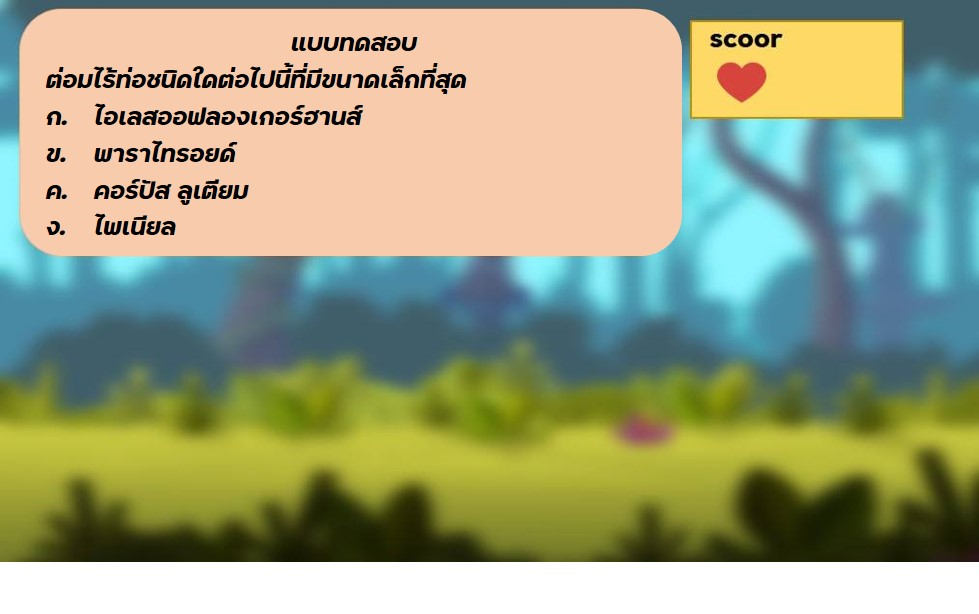 แบบทดสอบ
ต่อมไร้ท่อชนิดใดต่อไปนี้ที่มีขนาดเล็กที่สุด
ก. ไอเลสออฟลองเกอร์ฮานส์
ข. พาราไทรอยด์
ค. คอร์ปัส ลูเตียม
ง. ไพเนียล
scoor